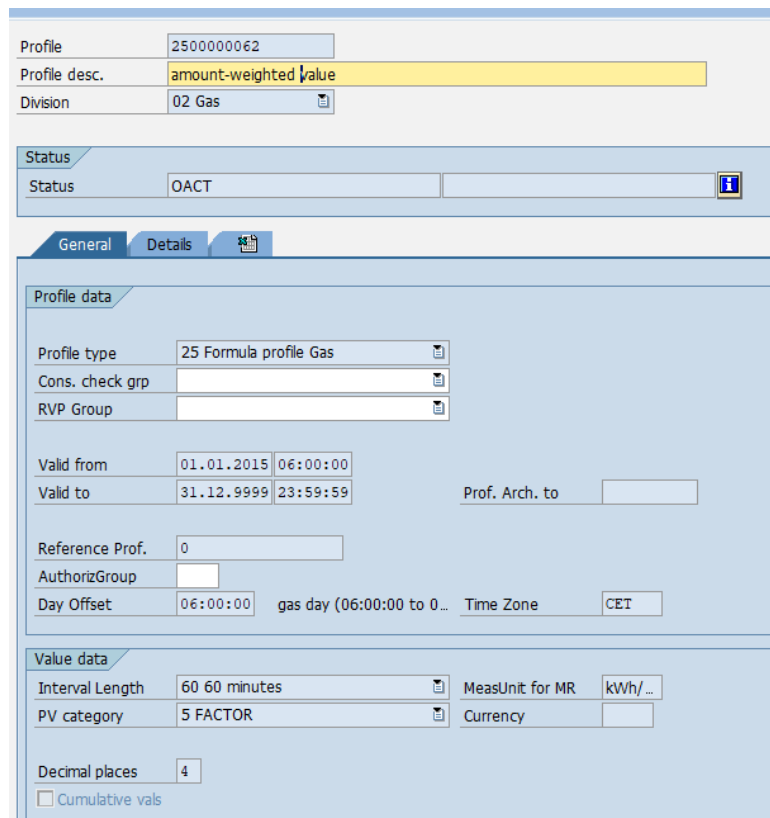 Profile 2500000062
Profile desc. amount-weighted value
Division 02 Gas
Status
Status OACT
General Details
Profile data
Profile type 25 Formula profile Gas
Cons. check grp
RVP Group
Valid from 01.01.2015 06:00:00
Valid to 31.12.9999 23:59:59 Prof. Arch. to
Reference Prof. 0
AuthorizGroup
Day Offset 06:00:00 gas day (06:00:00 to 0... Time Zone CET
Value data
Interval Length 60 60 minutes MeasUnit for MR kWh/...
PV category 5 FACTOR Currency
Decimal places 4
Cumulative vals